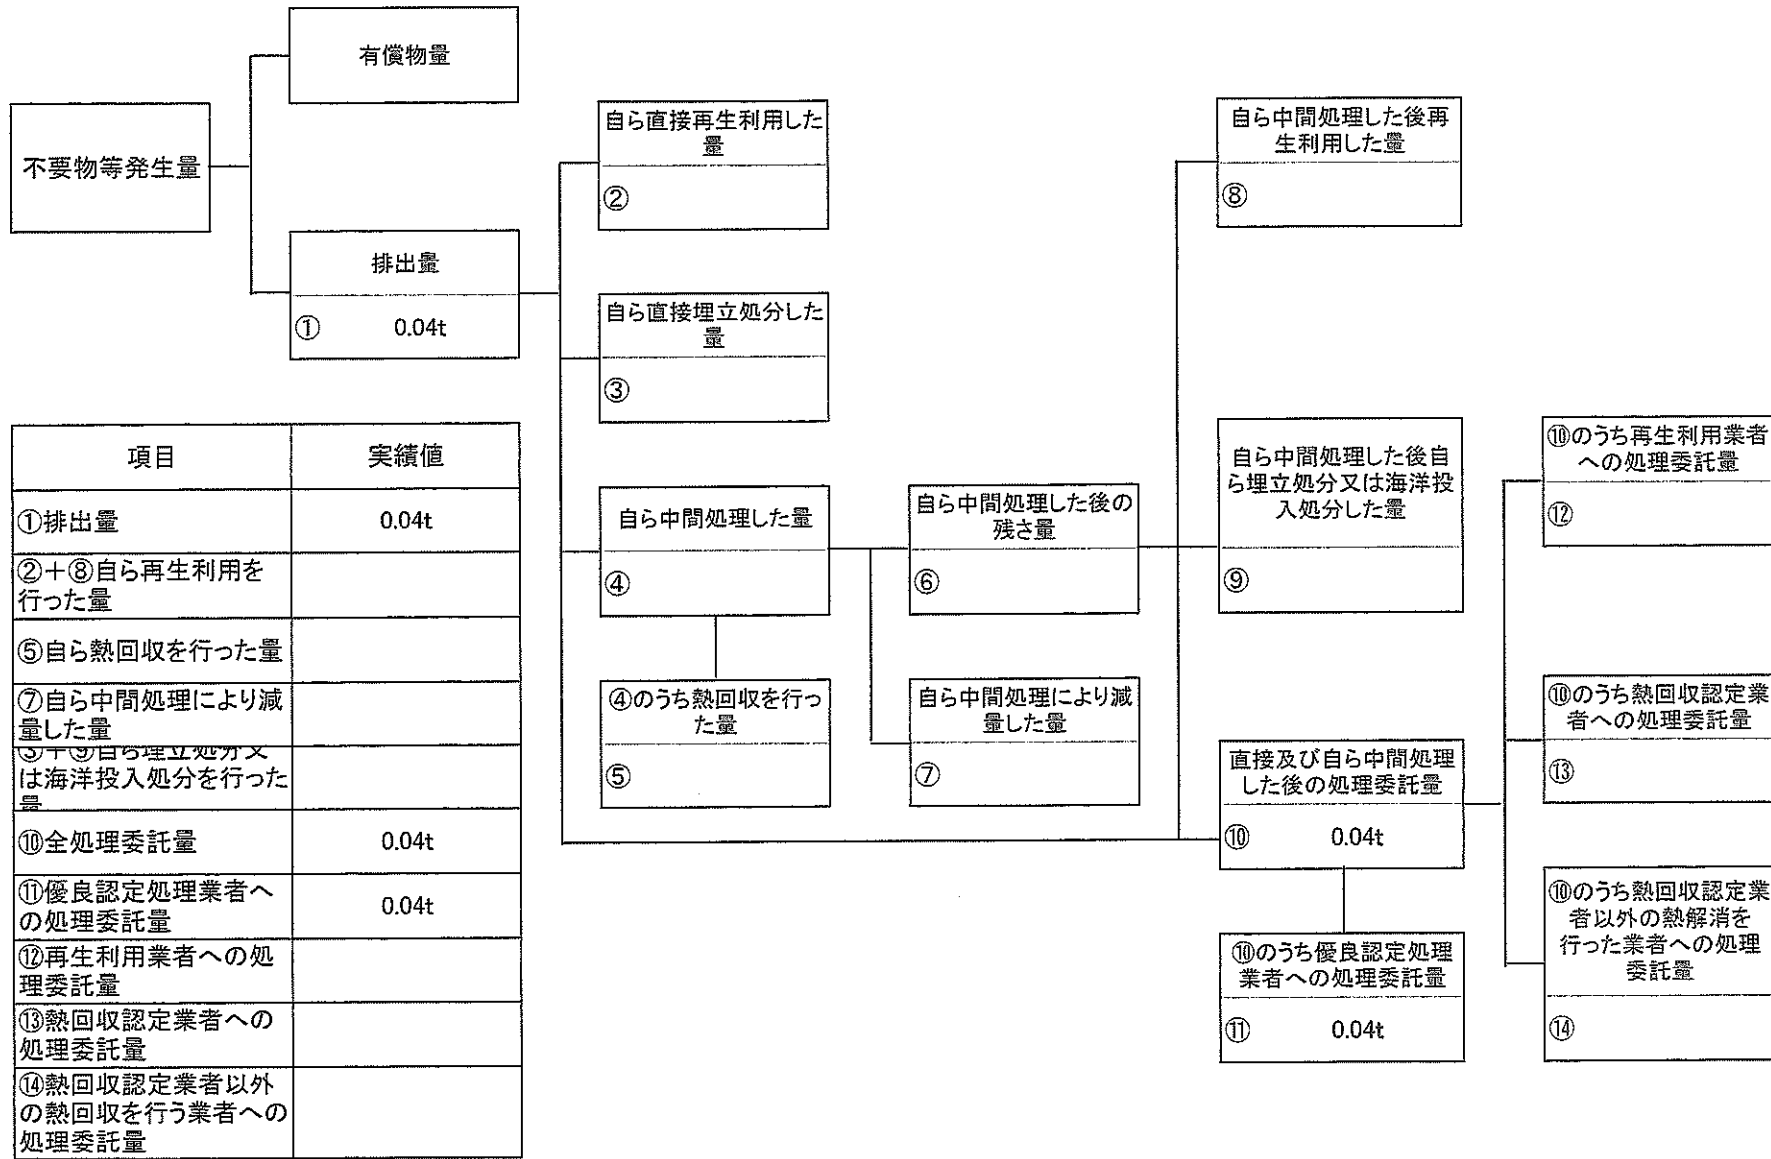 有償物量
不要物等発生量
排出量
① 0.04t
自ら直接再生利用した
量
②
自ら直接埋立処分した
量
③
自ら中間処理した量
④
④のうち熱回収を行っ
た量
⑤
自ら中間処理した後の
残さ量
⑥
自ら中間処理により減
量した量
⑦
自ら中間処理した後再
生利用した量
⑧
自ら中間処理した後自
ら埋立処分又は海洋投
入処分した量
⑨
直接及び自ら中間処理
した後の処理委託量
⑩ 0.04t
⑩のうち優良認定処理
業者への処理委託量
⑪ 0.04t
⑩のうち再生利用業者
への処理委託量
⑫
⑩のうち熱回収認定業
者への処理委託量
⑬
⑩のうち熱回収認定業
者以外の熱解消を
行った業者への処理
委託量
⑭
項目 実績値
①排出量 0.04t
②+⑧自ら再生利用を
行った量
⑤自ら熱回収を行った量
⑦自ら中間処理により減
量した量
③+⑨自ら埋立処分又
は海洋投入処分を行った
量
⑩全処理委託量 0.04t
⑪優良認定処理業者へ
の処理委託量 0.04t
⑫再生利用業者への処
理委託量
⑬熱回収認定業者への
処理委託量
⑭熱回収認定業者以外
の熱回収を行う業者への
処理委託量